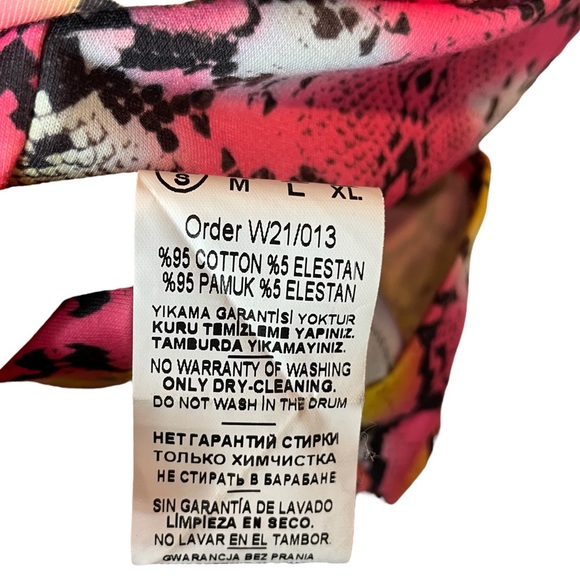 S M L XL.
Order W21/013
%95 COTTON %5 ELESTAN
%95 PAMUK %5 ELESTAN
YIKAMA GARANTİSİ YOKTUR
KURU TEMİZLEME YAPINIZ.
TAMBURDA YIKAMAYINIZ.
NO WARRANTY OF WASHING
ONLY DRY-CLEANING.
DO NOT WASH İN THE DRUM
НЕТ ГАРАНТИЙ СТИРКИ
ТОЛЬКО ХИМЧИСТКА
НЕ СТИРАТЬ В БАРАБАНЕ
SIN GARANTÍA DE LAVADO
LIMPIEZA EN SECO.
NO LAVAR EN EL TAMBOR.
GWARANCJA BEZ PRANIA